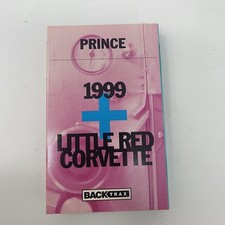 PRINCE
1999
+
LITTLE RED
CORVETTE
BACKTRAX